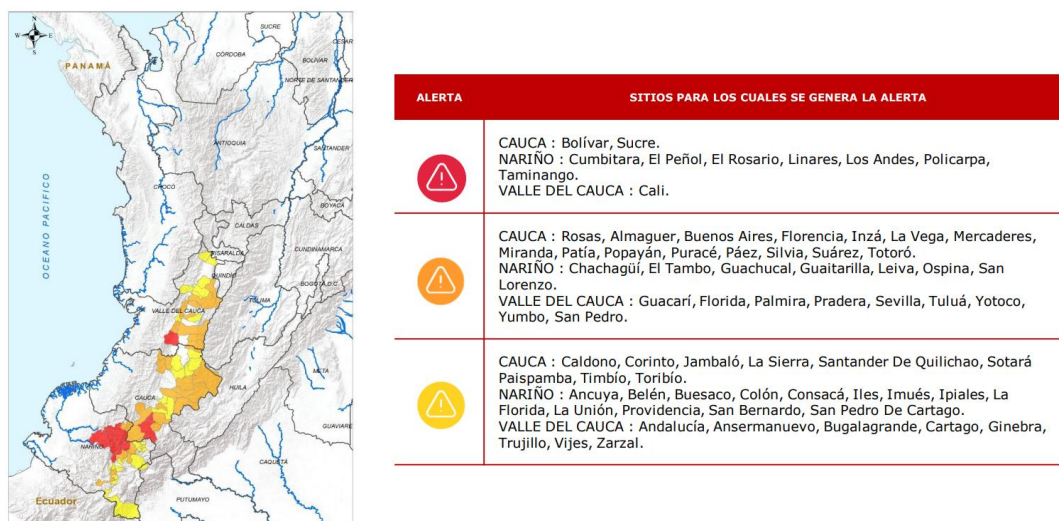 N
W
E
S
PANAMÁ
SUCRE
CÓRDOBA
CESAR
BOLÍVAR
NORTE DE SANTANDER
ANTIOQUIA
SANTANDER
OCEANO PACIFICO
CHOCÓ
BOYACA
CALDAS
RISARALDA
CUNDINAMARCA
QUINDIO
BOGOTÁ D.C.
TOLIMA
VALLE DEL CAUCA
META
HUILA
CAUCA
GUAVIARE
NARIÑO
CAQUETÁ
Ecuador
PUTUMAYO
ALERTA SITIOS PARA LOS CUALES SE GENERA LA ALERTA
CAUCA : Bolívar, Sucre.
NARIÑO : Cumbitara, El Peñol, El Rosario, Linares, Los Andes, Policarpa,
Taminango.
VALLE DEL CAUCA : Cali.
CAUCA : Rosas, Almaguer, Buenos Aires, Florencia, Inzá, La Vega, Mercaderes,
Miranda, Patía, Popayán, Puracé, Páez, Silvia, Suárez, Totoró.
NARIÑO : Chachagüí, El Tambo, Guachucal, Guaitarilla, Leiva, Ospina, San
Lorenzo.
VALLE DEL CAUCA : Guacarí, Florida, Palmira, Pradera, Sevilla, Tuluá, Yotoco,
Yumbo, San Pedro.
CAUCA : Caldono, Corinto, Jambaló, La Sierra, Santander De Quilichao, Sotará
Paispamba, Timbío, Toribío.
NARIÑO : Ancuya, Belén, Buesaco, Colón, Consacá, Iles, Imués, Ipiales, La
Florida, La Unión, Providencia, San Bernardo, San Pedro De Cartago.
VALLE DEL CAUCA : Andalucía, Ansermanuevo, Bugalagrande, Cartago, Ginebra,
Trujillo, Vijes, Zarzal.